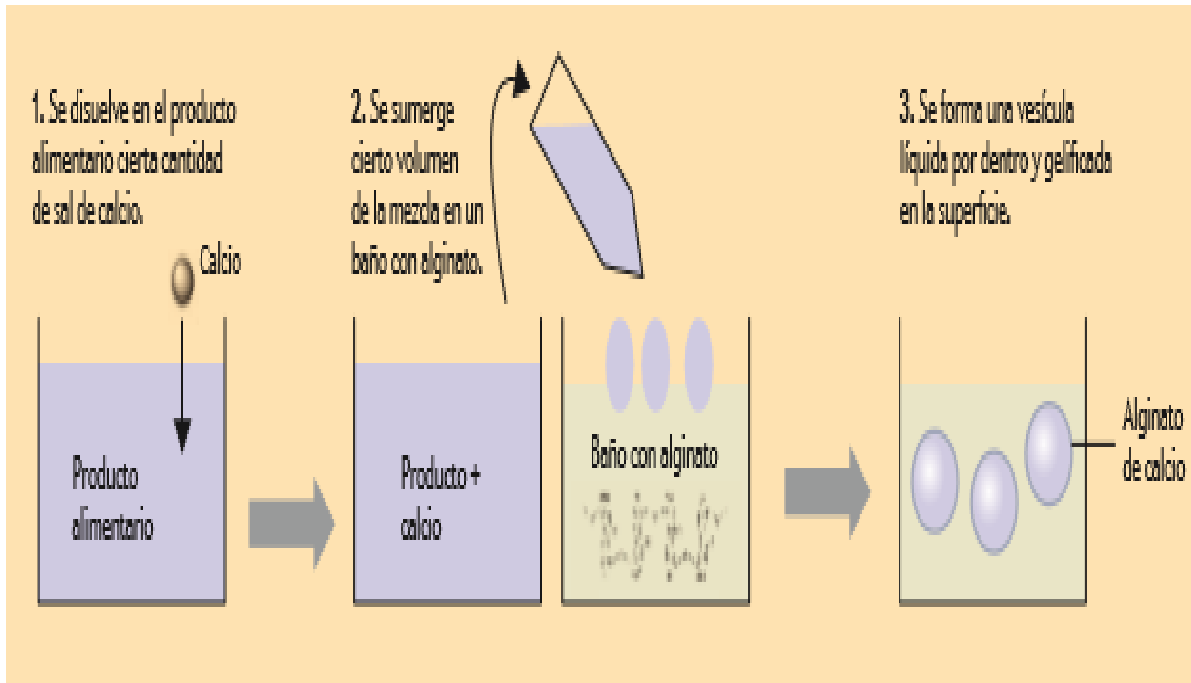 1. Se disuelve en el producto
alimentario cierta cantidad
de sal de calcio.
Calcio
Producto
alimentario
2. Se sumerge
cierto volumen
de la mezcla en un
baño con alginato.
Producto +
calcio
Baño con alginato
3. Se forma una vesícula
líquida por dentro y gelificada
en la superficie.
Alginato
de calcio